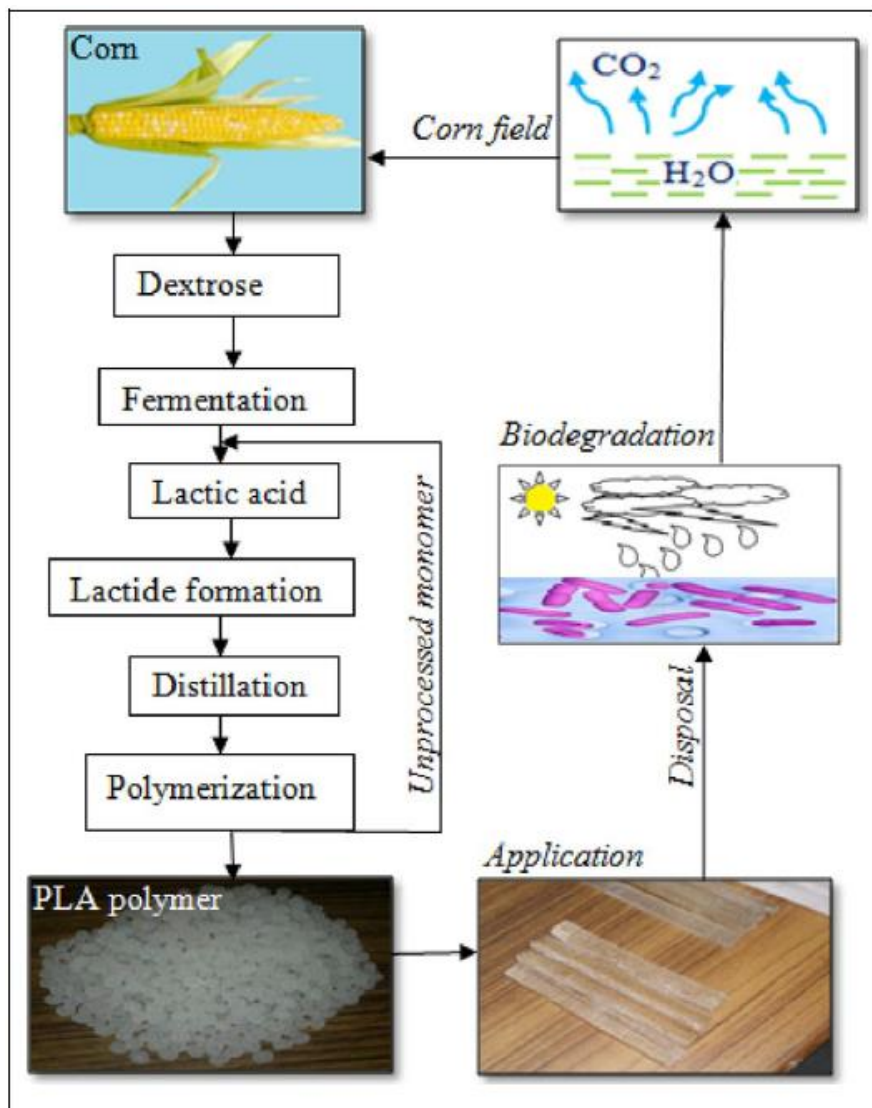 Corn
CO₂
Corn field
H₂O
Dextrose
Fermentation
Biodegradation
Lactic acid
Lactide formation
Unprocessed monomer
Distillation
Disposal
Polymerization
Application
PLA polymer